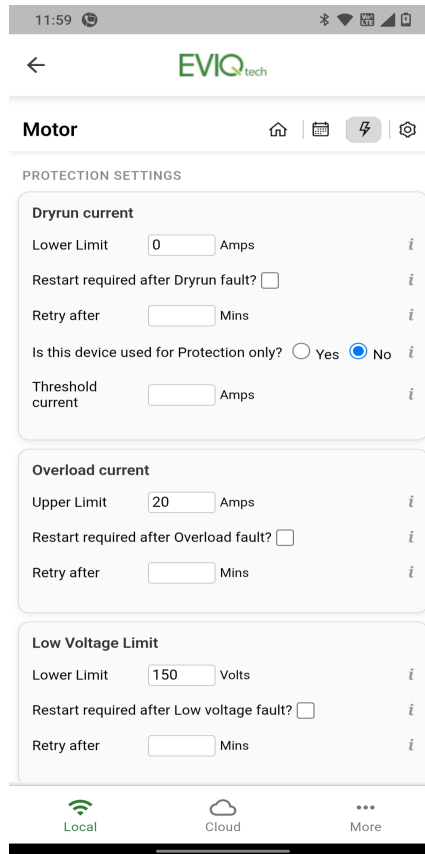 11:59
Vo))
LTE
EVIQtech
Motor
PROTECTION SETTINGS
Dryrun current
Lower Limit 0 Amps i
Restart required after Dryrun fault? i
Retry after Mins i
Is this device used for Protection only? Yes No i
Threshold
current Amps i
Overload current
Upper Limit 20 Amps i
Restart required after Overload fault? i
Retry after Mins i
Low Voltage Limit
Lower Limit 150 Volts i
Restart required after Low voltage fault? i
Retry after Mins i
Local Cloud More